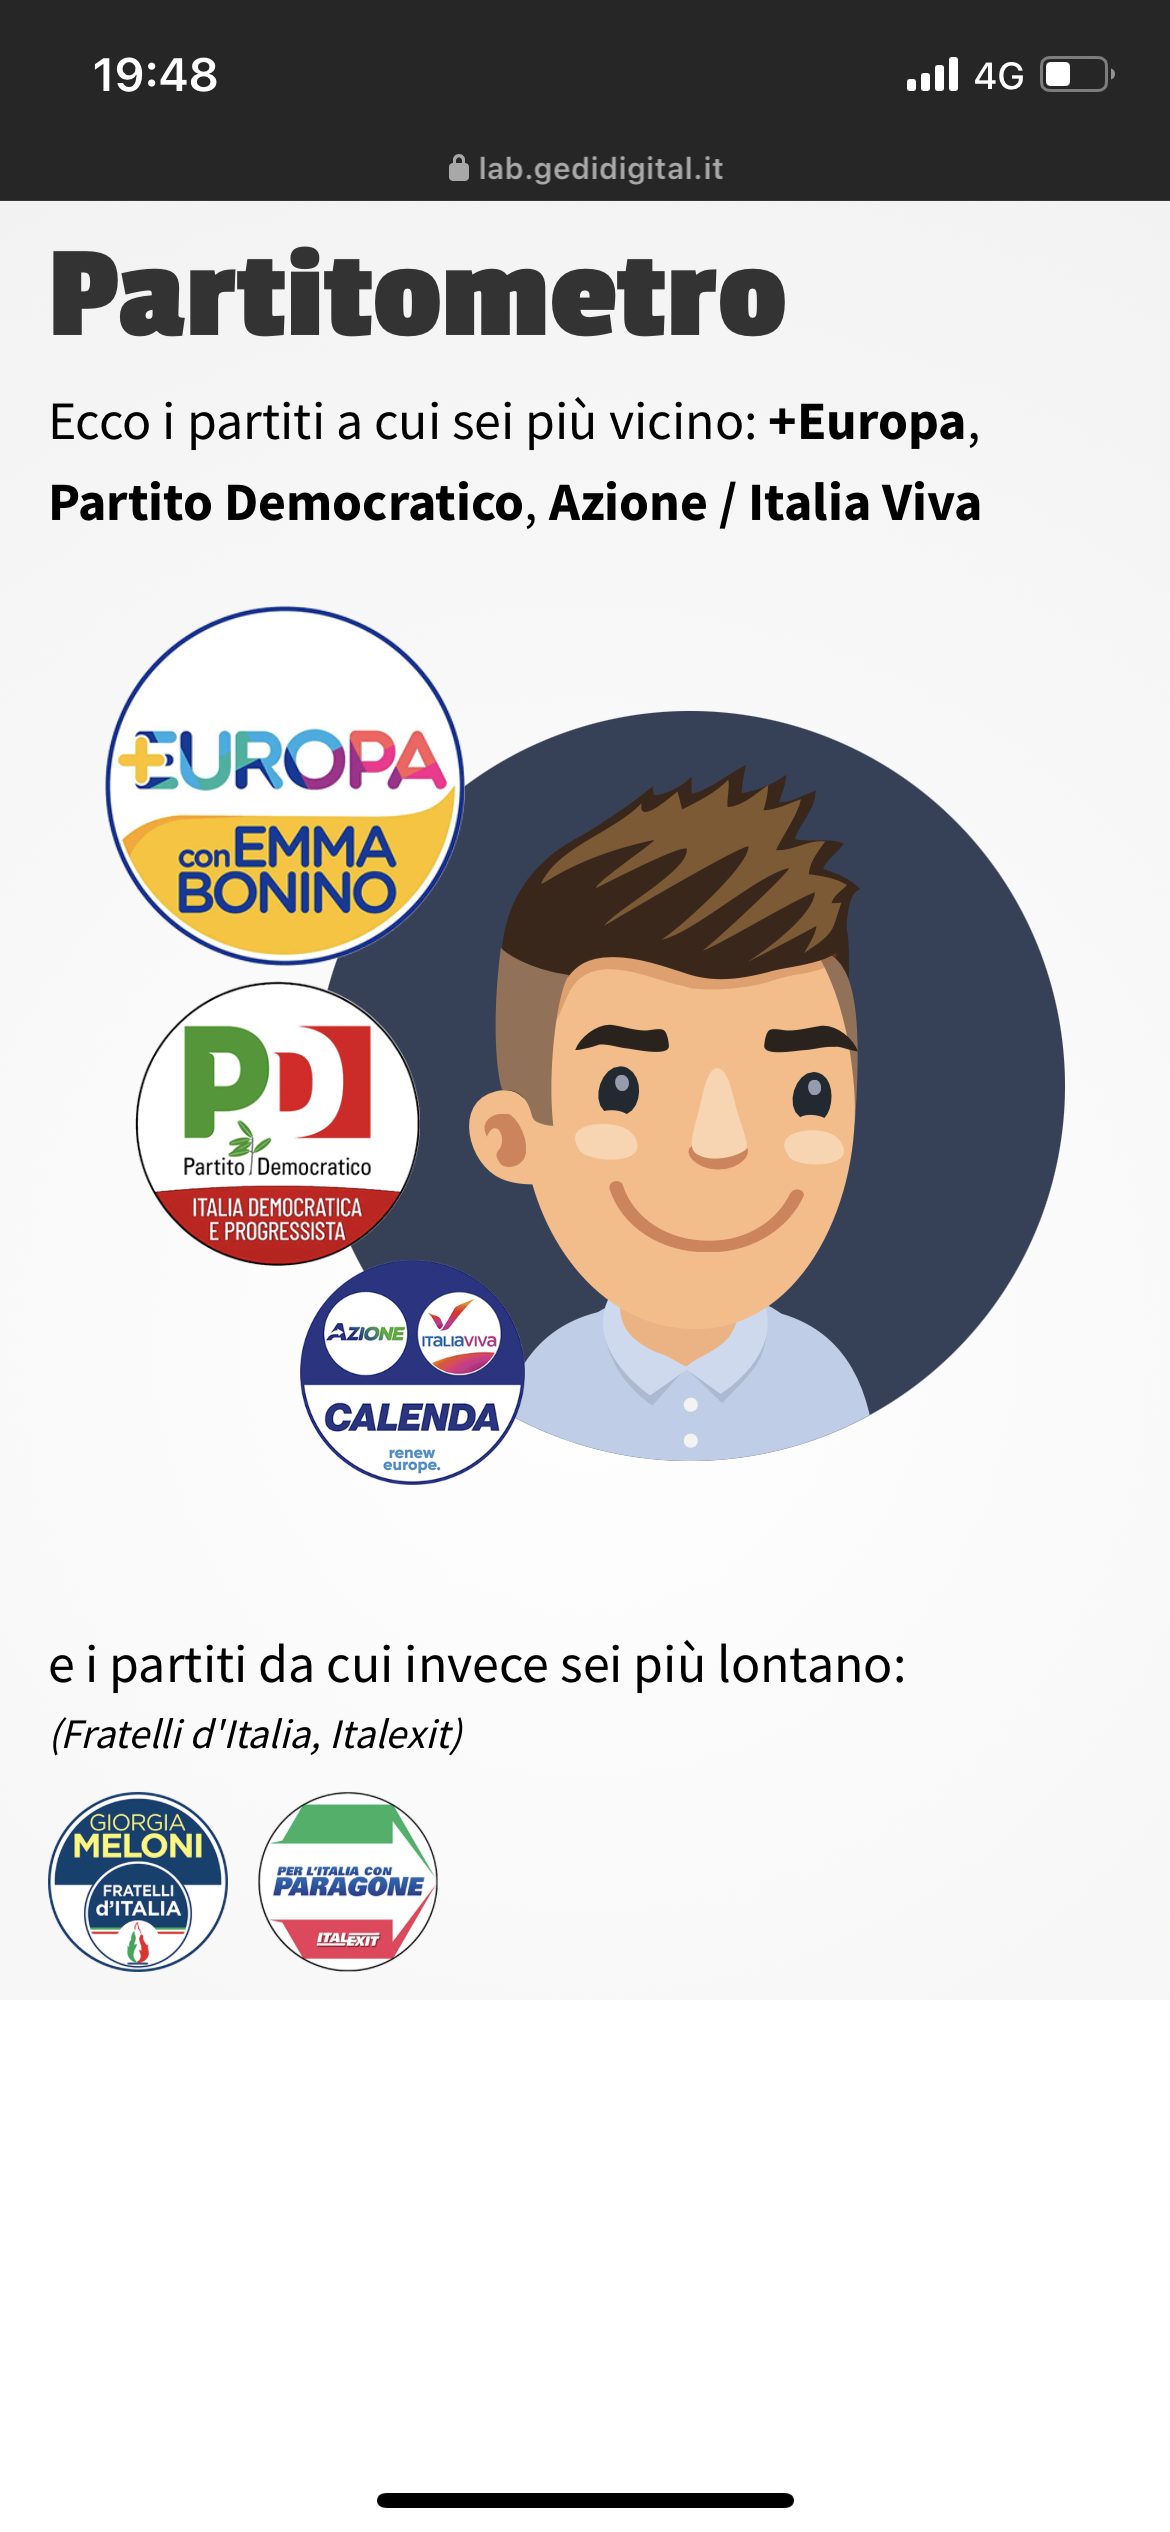 19:48
4G
lab.gedidigital.it
Partitometro
Ecco i partiti a cui sei più vicino: +Europa,
Partito Democratico, Azione / Italia Viva
+EUROPA
con EMMA
BONINO
PD
Partito Democratico
ITALIA DEMOCRATICA
E PROGRESSISTA
AZIONE
ITALIAVIVA
CALENDA
renew
europe.
e i partiti da cui invece sei più lontano:
(Fratelli d'Italia, Italexit)
GIORGIA
MELONI
FRATELLI
d'ITALIA
PER L'ITALIA CON
PARAGONE
ITALEXIT